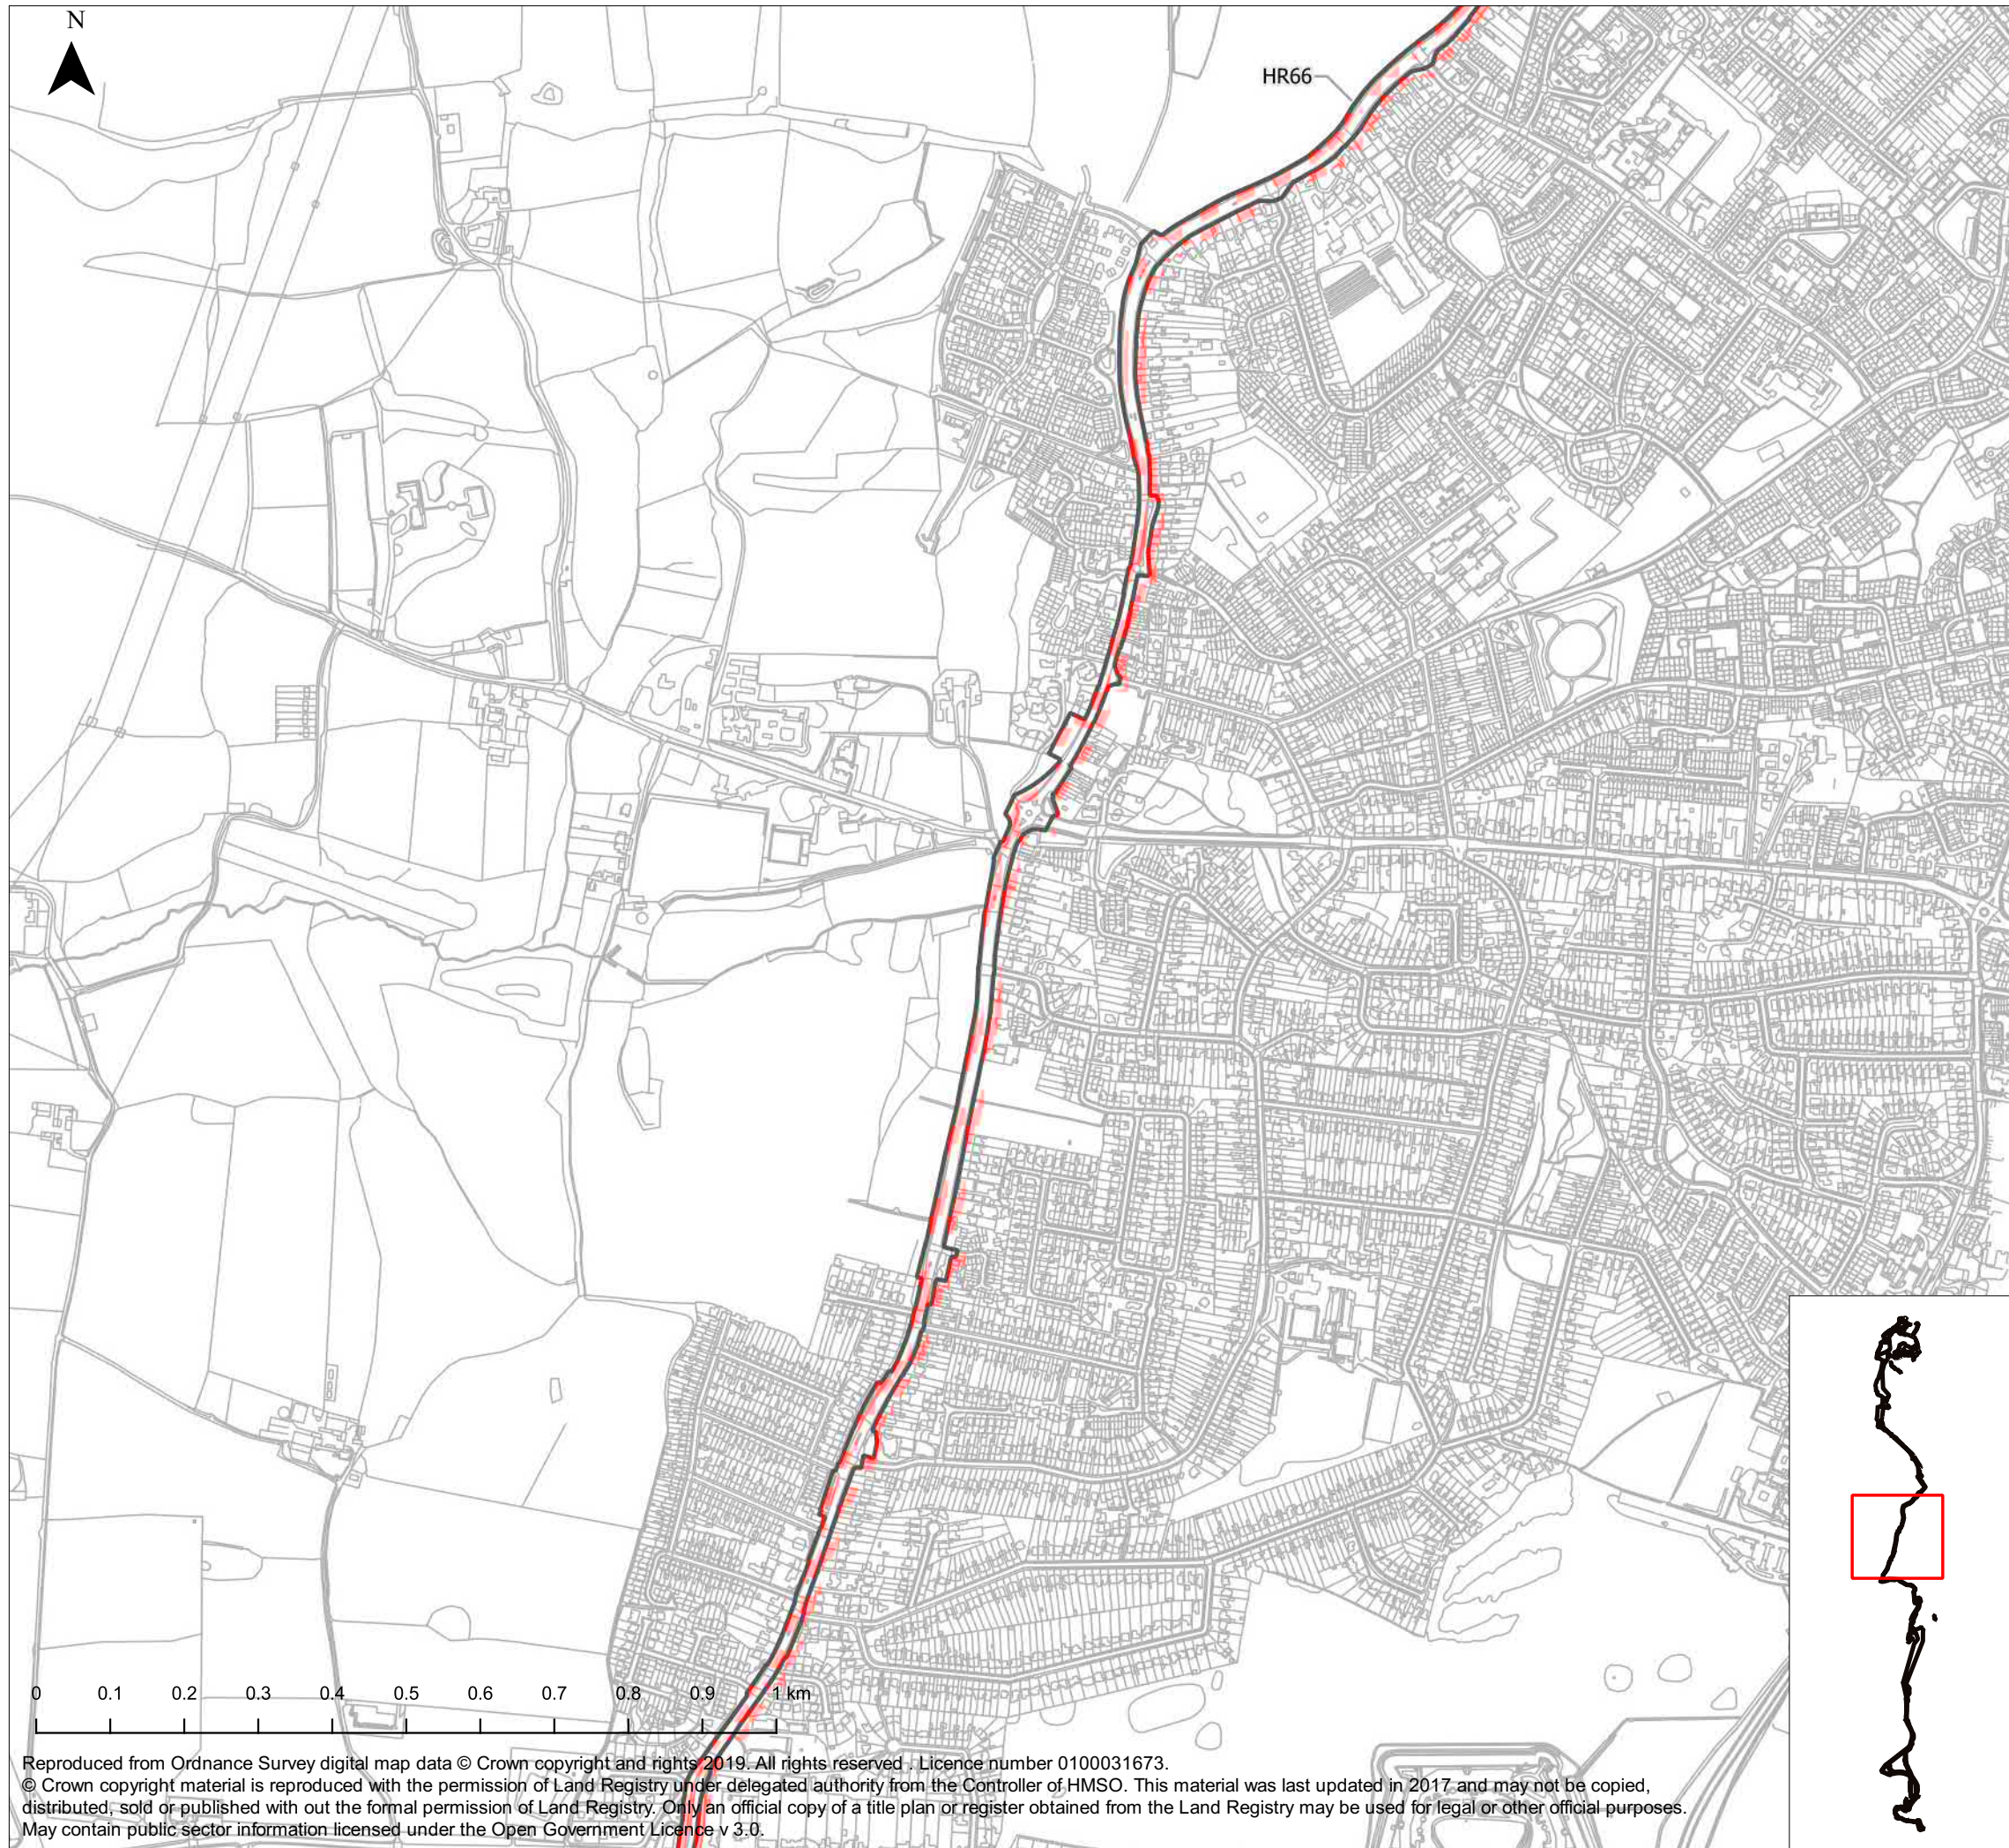 N
HR66
0 0.1 0.2 0.3 0.4 0.5 0.6 0.7 0.8 0.9 1 km
Reproduced from Ordnance Survey digital map data © Crown copyright and rights 2019. All rights reserved . Licence number 0100031673.
© Crown copyright material is reproduced with the permission of Land Registry under delegated authority from the Controller of HMSO. This material was last updated in 2017 and may not be copied,
distributed, sold or published with out the formal permission of Land Registry. Only an official copy of a title plan or register obtained from the Land Registry may be used for legal or other official purposes.
May contain public sector information licensed under the Open Government Licence v 3.0.